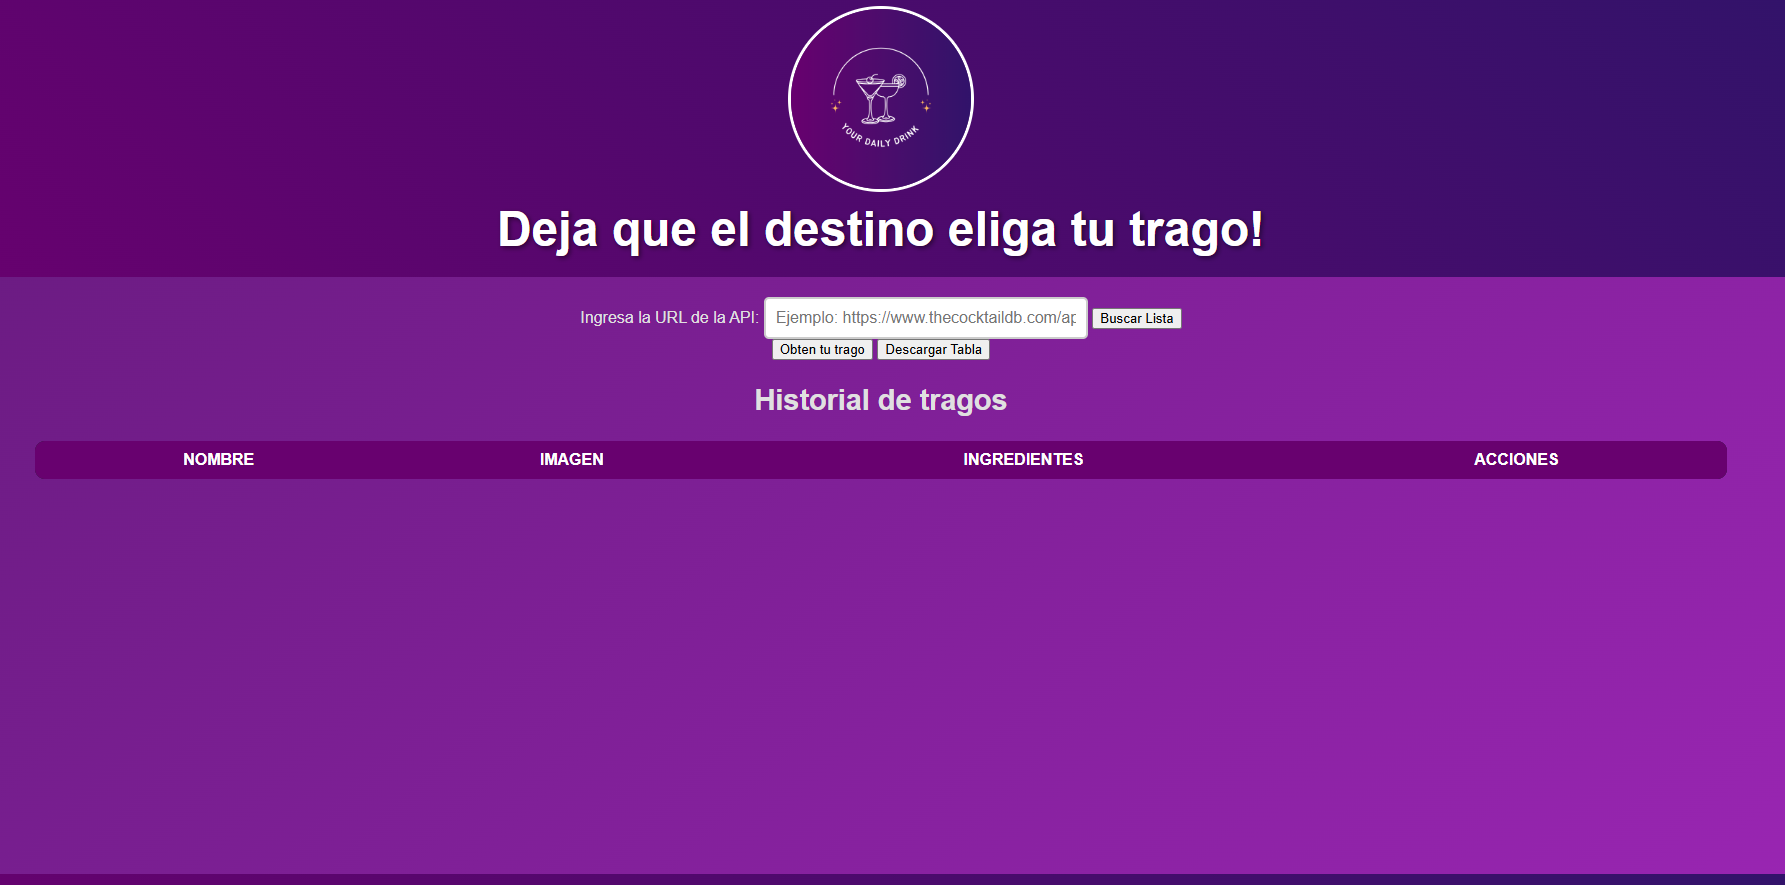 YOUR DAILY DRINK
Deja que el destino eliga tu trago!
Ingresa la URL de la API: Ejemplo: https://www.thecocktaildb.com/ap Buscar Lista
Obten tu trago Descargar Tabla
Historial de tragos
NOMBRE IMAGEN INGREDIENTES ACCIONES